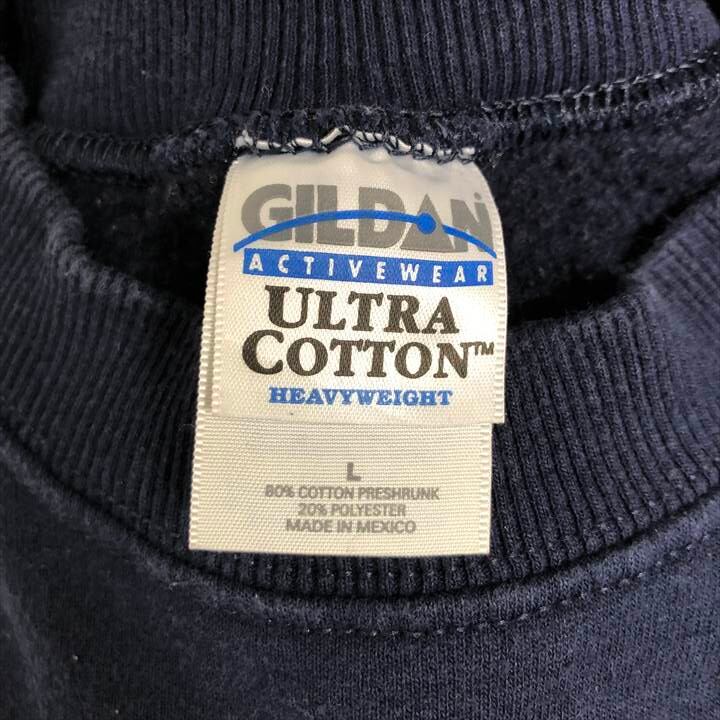 GILDAN
ACTIVEWEAR
ULTRA
COTTON™
HEAVYWEIGHT
L
80% COTTON PRESHRUNK
20% POLYESTER
MADE IN MEXICO